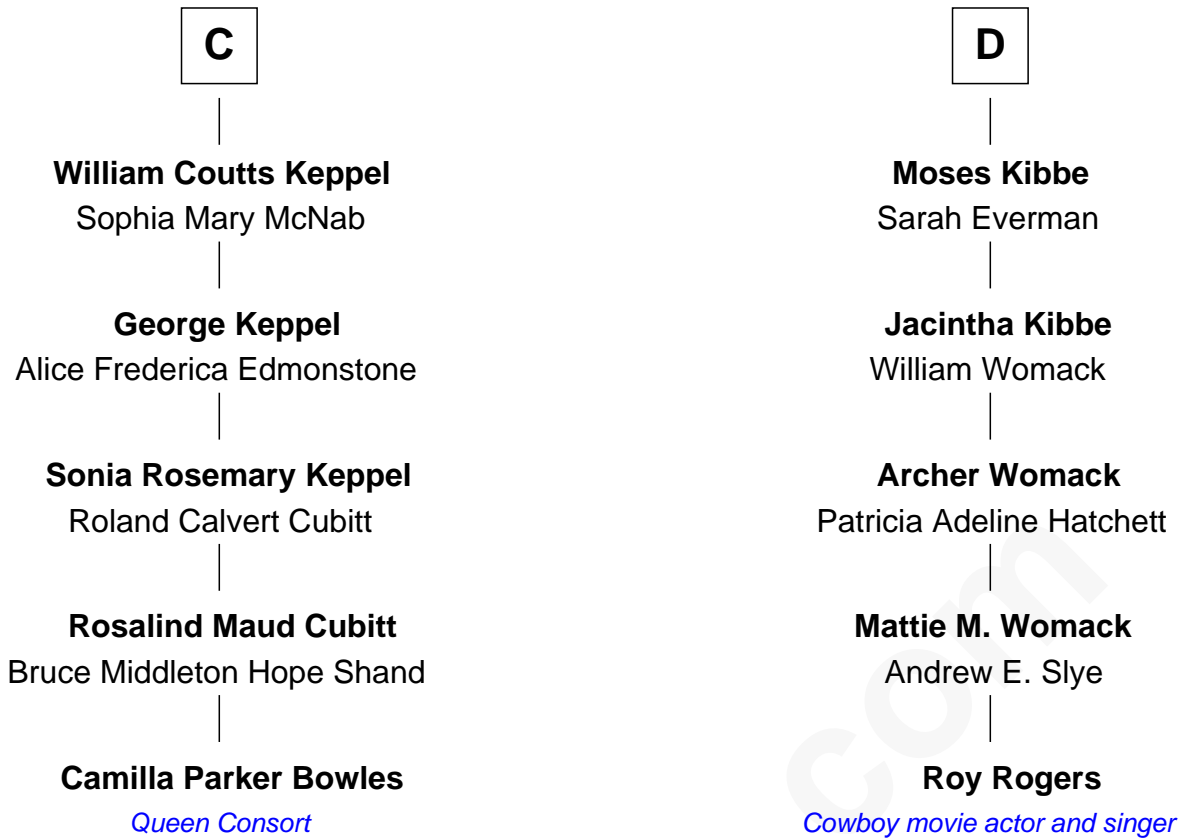 C
William Coutts Keppel
Sophia Mary McNab
George Keppel
Alice Frederica Edmonstone
Sonia Rosemary Keppel
Roland Calvert Cubitt
Rosalind Maud Cubitt
Bruce Middleton Hope Shand
Camilla Parker Bowles
Queen Consort
D
Moses Kibbe
Sarah Everman
Jacintha Kibbe
William Womack
Archer Womack
Patricia Adeline Hatchett
Mattie M. Womack
Andrew E. Slye
Roy Rogers
Cowboy movie actor and singer
com